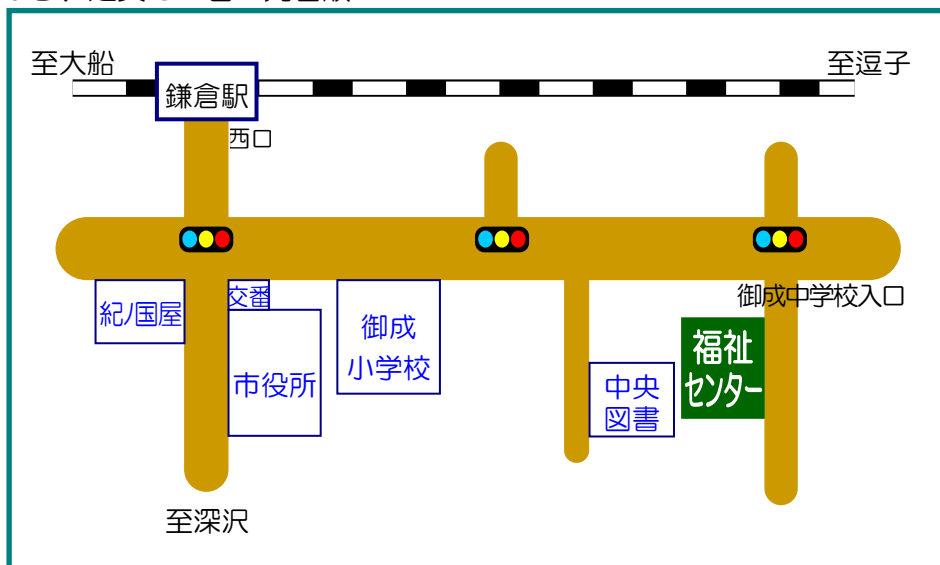 至大船
至逗子
鎌倉駅
西口
紀ノ国屋
交番
御成
小学校
市役所
御成中学校入口
福祉
センター
中央
図書
至深沢